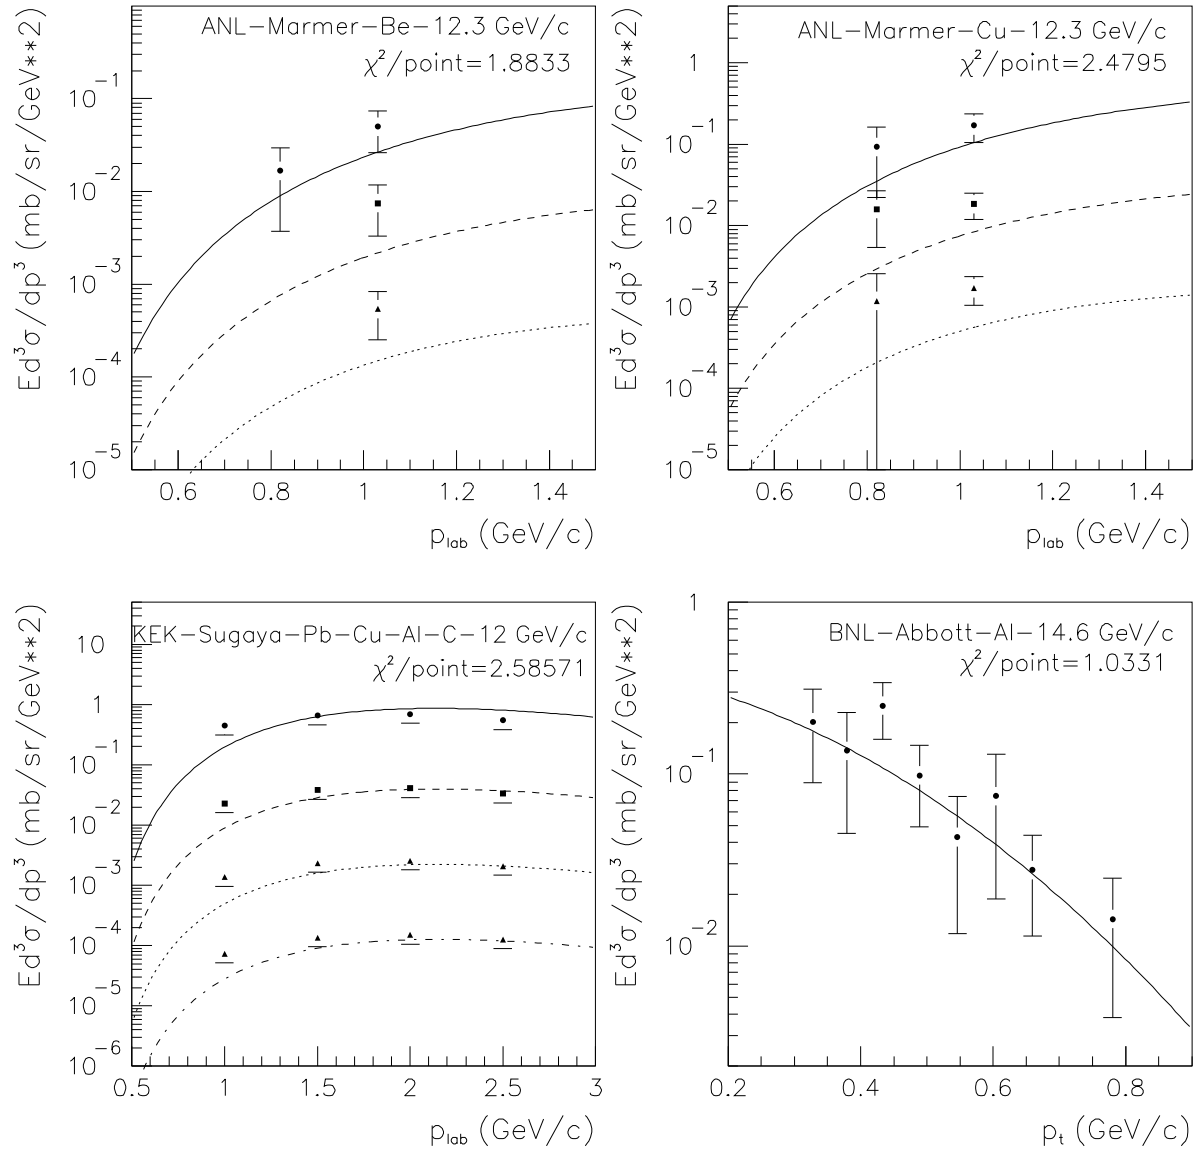 ANL-Marmer-Be-12.3 GeV/c
χ²/point=1.8833
Ed³σ/dp³ (mb/sr/GeV**2)
10⁻¹
10⁻²
10⁻³
10⁻⁴
10⁻⁵
0.6 0.8 1 1.2 1.4
p_lab (GeV/c)
ANL-Marmer-Cu-12.3 GeV/c
χ²/point=2.4795
Ed³σ/dp³ (mb/sr/GeV**2)
1
10⁻¹
10⁻²
10⁻³
10⁻⁴
10⁻⁵
0.6 0.8 1 1.2 1.4
p_lab (GeV/c)
KEK-Sugaya-Pb-Cu-Al-C-12 GeV/c
χ²/point=2.58571
Ed³σ/dp³ (mb/sr/GeV**2)
10
1
10⁻¹
10⁻²
10⁻³
10⁻⁴
10⁻⁵
10⁻⁶
0.5 1 1.5 2 2.5 3
p_lab (GeV/c)
BNL-Abbott-Al-14.6 GeV/c
χ²/point=1.0331
Ed³σ/dp³ (mb/sr/GeV**2)
1
10⁻¹
10⁻²
0.2 0.4 0.6 0.8
p_t (GeV/c)